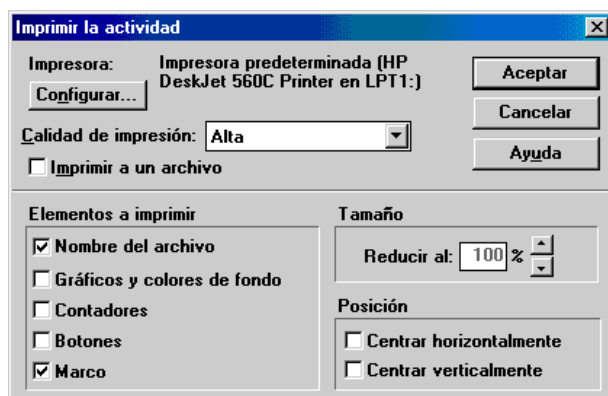 Imprimir la actividad
Impresora: Impresora predeterminada (HP
DeskJet 560C Printer en LPT1:)
Configurar...
Aceptar
Cancelar
Calidad de impresión: Alta
Ayuda
Imprimir a un archivo
Elementos a imprimir
Nombre del archivo
Gráficos y colores de fondo
Contadores
Botones
Marco
Tamaño
Reducir al: 100 %
Posición
Centrar horizontalmente
Centrar verticalmente